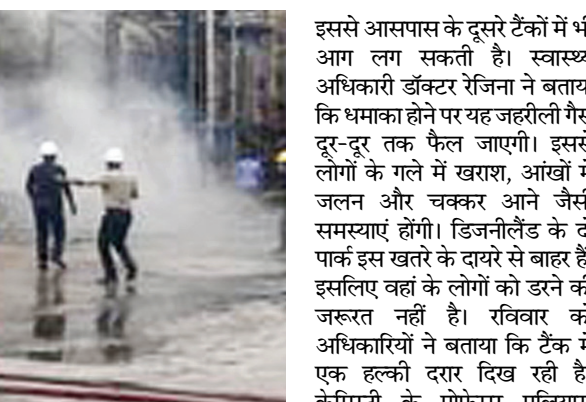 इससे आसपास के दूसरे टैंकों में भी
आग लग सकती है। स्वास्थ्य
अधिकारी डॉक्टर रेजिना ने बताया
कि धमाका होने पर यह जहरीली गैस
दूर-दूर तक फैल जाएगी। इससे
लोगों के गले में खराश, आंखों में
जलन और चक्कर आने जैसी
समस्याएं होंगी। डिजनीलैंड के दो
पार्क इस खतरे के दायरे से बाहर हैं
इसलिए वहां के लोगों को डरने की
जरूरत नहीं है। रविवार को
अधिकारियों ने बताया कि टैंक में
एक हल्की दरार दिख रही है
के